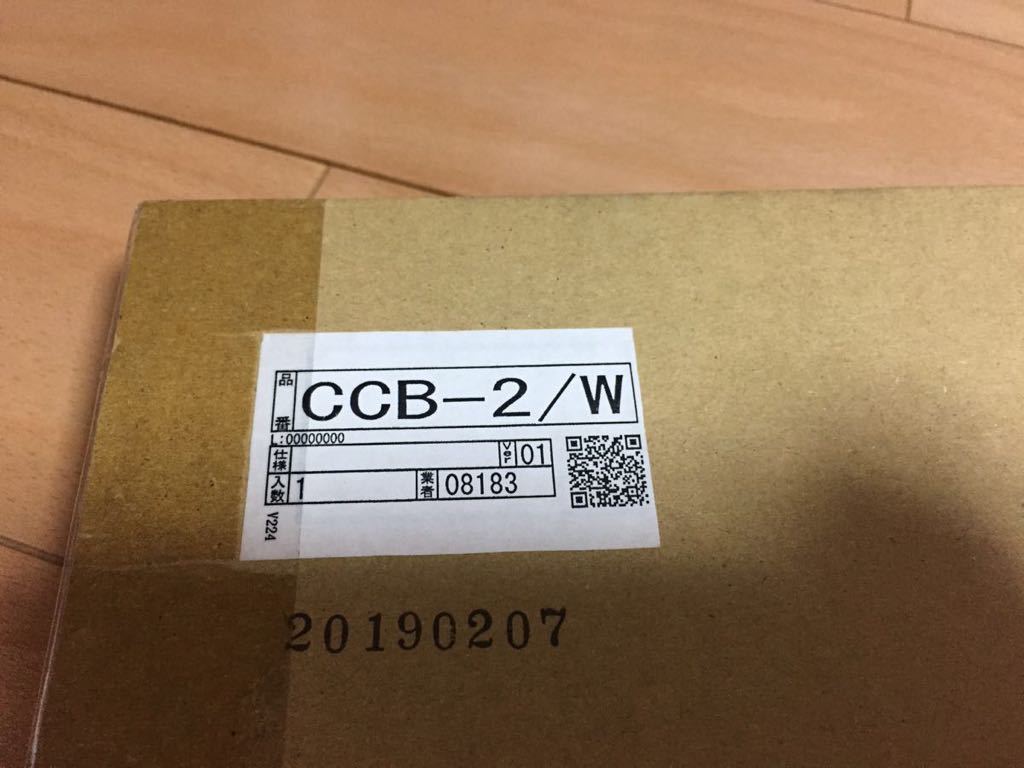 品番 CCB-2/W
L:00000000
仕様 Ver 01
入数 1 業者 08183
V224
20190207